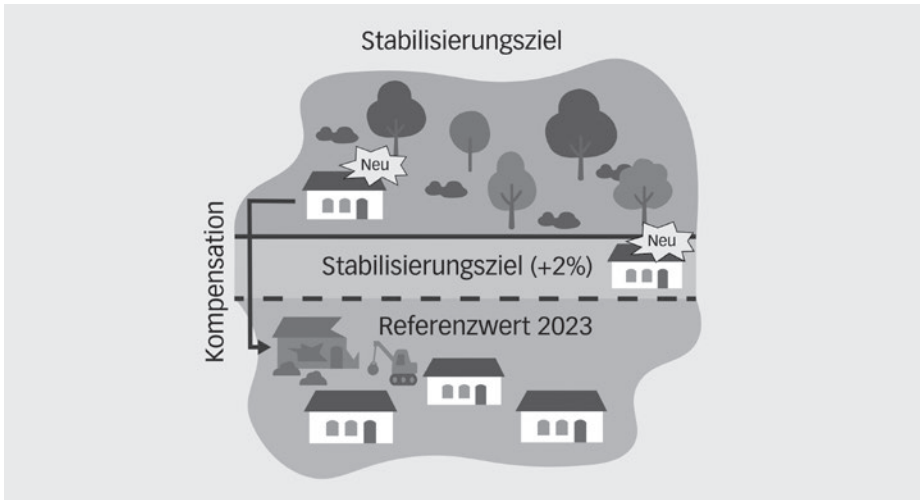 Stabilisierungsziel
Neu
Neu
Kompensation
Stabilisierungsziel (+2%)
Referenzwert 2023